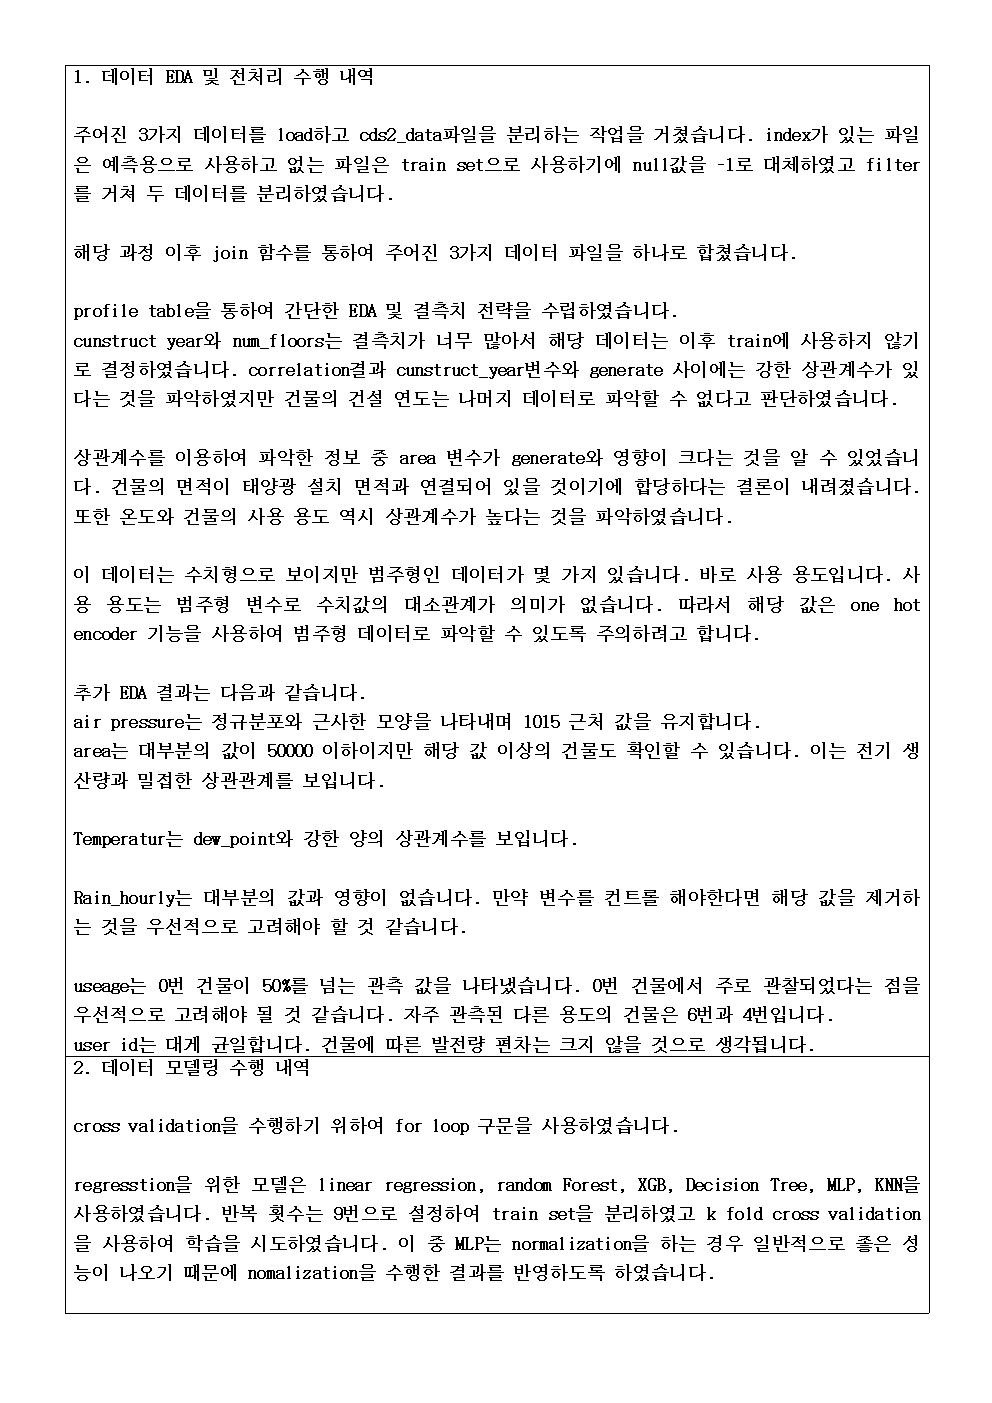 1. 데이터 EDA 및 전처리 수행 내역
주어진 3가지 데이터를 load하고 cds2_data파일을 분리하는 작업을 거쳤습니다. index가 있는 파일
은 예측용으로 사용하고 없는 파일은 train set으로 사용하기에 null값을 -1로 대체하였고 filter
를 거쳐 두 데이터를 분리하였습니다.
해당 과정 이후 join 함수를 통하여 주어진 3가지 데이터 파일을 하나로 합쳤습니다.
profile table을 통하여 간단한 EDA 및 결측치 전략을 수립하였습니다.
cunstruct year와 num_floors는 결측치가 너무 많아서 해당 데이터는 이후 train에 사용하지 않기
로 결정하였습니다. correlation결과 cunstruct_year변수와 generate 사이에는 강한 상관계수가 있
다는 것을 파악하였지만 건물의 건설 연도는 나머지 데이터로 파악할 수 없다고 판단하였습니다.
상관계수를 이용하여 파악한 정보 중 area 변수가 generate와 영향이 크다는 것을 알 수 있었습니
다. 건물의 면적이 태양광 설치 면적과 연결되어 있을 것이기에 합당하다는 결론이 내려졌습니다.
또한 온도와 건물의 사용 용도 역시 상관계수가 높다는 것을 파악하였습니다.
이 데이터는 수치형으로 보이지만 범주형인 데이터가 몇 가지 있습니다. 바로 사용 용도입니다. 사
용 용도는 범주형 변수로 수치값의 대소관계가 의미가 없습니다. 따라서 해당 값은 one hot
encoder 기능을 사용하여 범주형 데이터로 파악할 수 있도록 주의하려고 합니다.
추가 EDA 결과는 다음과 같습니다.
air pressure는 정규분포와 근사한 모양을 나타내며 1015 근처 값을 유지합니다.
area는 대부분의 값이 50000 이하이지만 해당 값 이상의 건물도 확인할 수 있습니다. 이는 전기 생
산량과 밀접한 상관관계를 보입니다.
Temperatur는 dew_point와 강한 양의 상관계수를 보입니다.
Rain_hourly는 대부분의 값과 영향이 없습니다. 만약 변수를 컨트롤 해야한다면 해당 값을 제거하
는 것을 우선적으로 고려해야 할 것 같습니다.
useage는 0번 건물이 50%를 넘는 관측 값을 나타냈습니다. 0번 건물에서 주로 관찰되었다는 점을
우선적으로 고려해야 될 것 같습니다. 자주 관측된 다른 용도의 건물은 6번과 4번입니다.
user id는 대게 균일합니다. 건물에 따른 발전량 편차는 크지 않을 것으로 생각됩니다.
2. 데이터 모델링 수행 내역
cross validation을 수행하기 위하여 for loop 구문을 사용하였습니다.
regresstion을 위한 모델은 linear regression, random Forest, XGB, Decision Tree, MLP, KNN을
사용하였습니다. 반복 횟수는 9번으로 설정하여 train set을 분리하였고 k fold cross validation
을 사용하여 학습을 시도하였습니다. 이 중 MLP는 normalization을 하는 경우 일반적으로 좋은 성
능이 나오기 때문에 nomalization을 수행한 결과를 반영하도록 하였습니다.